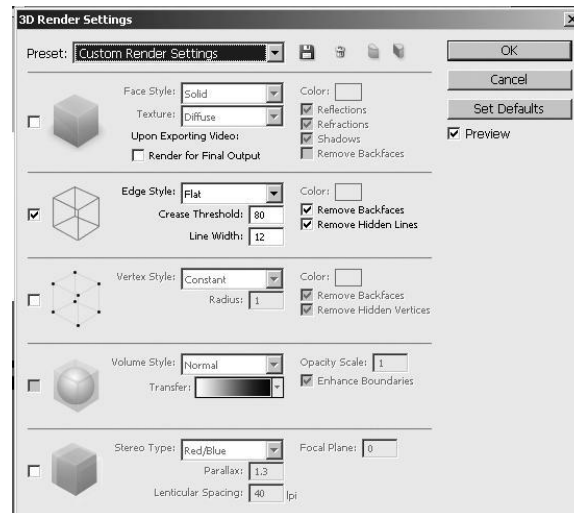 3D Render Settings
Preset: Custom Render Settings
OK
Cancel
Set Defaults
Preview
Face Style: Solid
Texture: Diffuse
Upon Exporting Video:
Render for Final Output
Color:
Reflections
Refractions
Shadows
Remove Backfaces
Edge Style: Flat
Crease Threshold: 80
Line Width: 12
Color:
Remove Backfaces
Remove Hidden Lines
Vertex Style: Constant
Radius: 1
Color:
Remove Backfaces
Remove Hidden Vertices
Volume Style: Normal
Transfer:
Opacity Scale: 1
Enhance Boundaries
Stereo Type: Red/Blue
Parallax: 1.3
Lenticular Spacing: 40 lpi
Focal Plane: 0